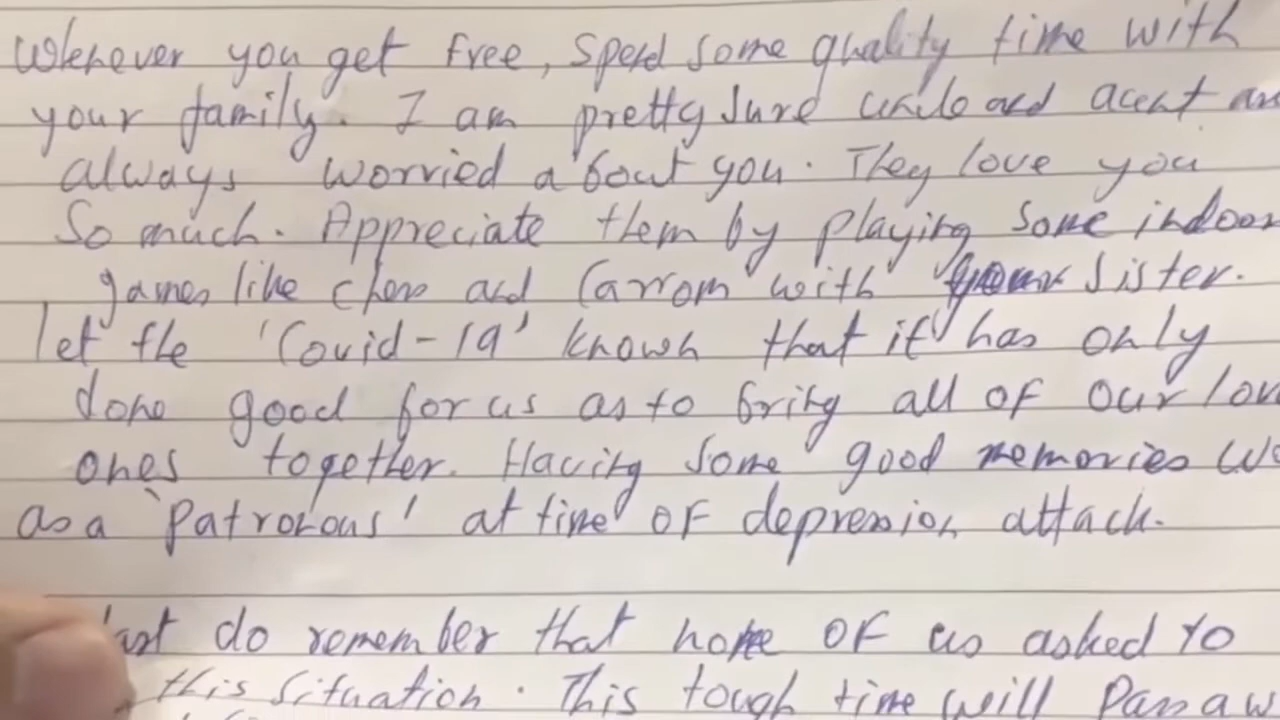 Whenever you get free, spend some quality time with
your family. I am pretty sure uncle and aunt
always worried about you. They love you
So much. Appreciate them by playing some indoor
games like chess and Carrom with your sister.
let the 'Covid-19' known that it has only
done good for us as to bring all of our
ones together. Having some good memories
as a 'Patronous' at time of depression attack.
do remember that none of us asked to
this situation. This tough time will Pass